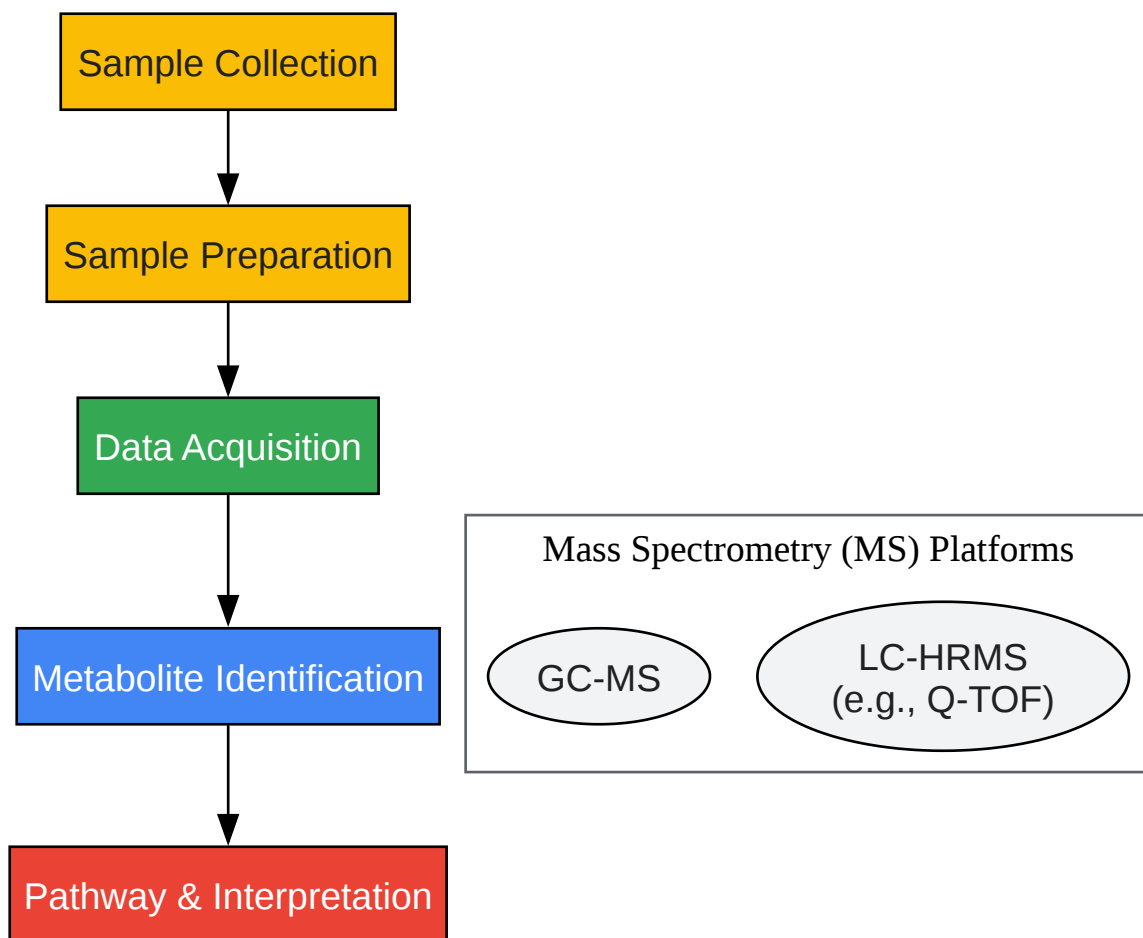 Sample Collection
Sample Preparation
Data Acquisition
Mass Spectrometry (MS) Platforms
Metabolite Identification
GC-MS
LC-HRMS
(e.g., Q-TOF)
Pathway & Interpretation